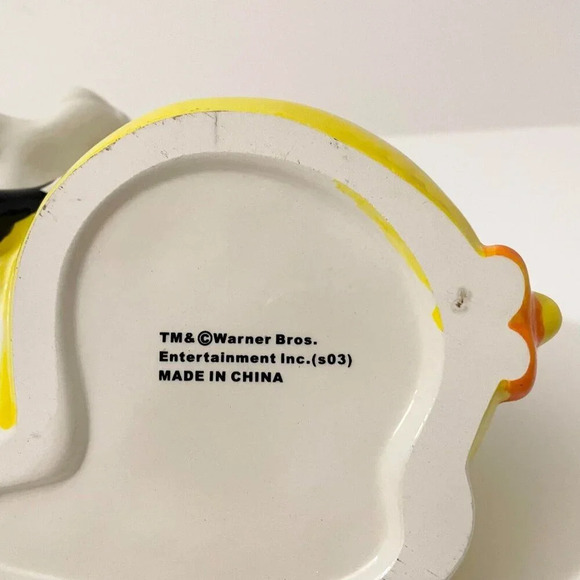 TM&©Warner Bros.
Entertainment Inc.(s03)
MADE IN CHINA